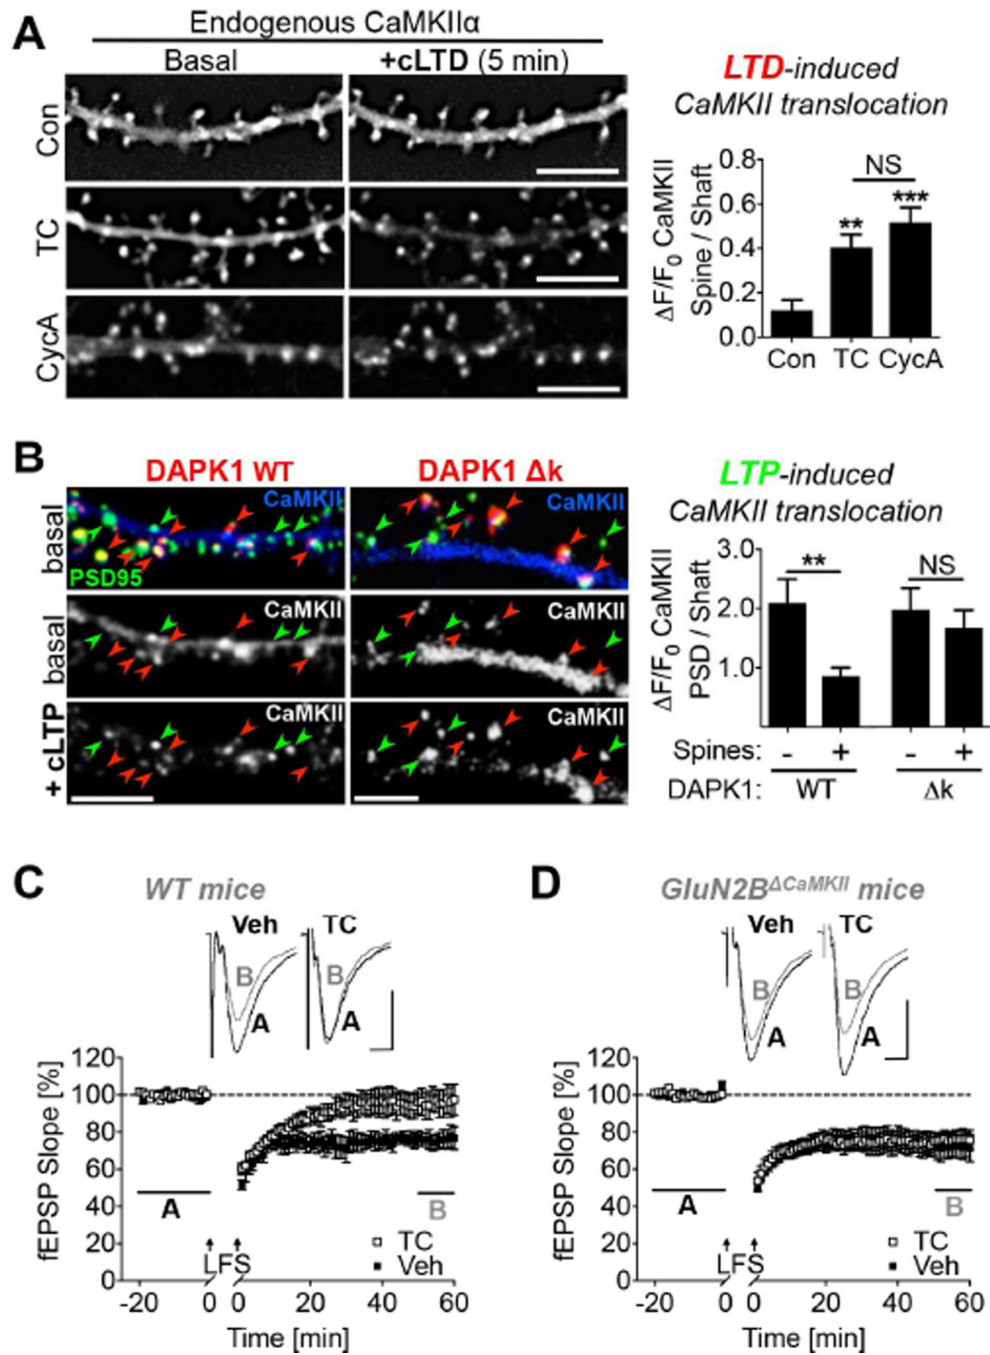 A
Endogenous CaMKIIα
Basal
+cLTD (5 min)
Con
TC
CycA
LTD-induced
CaMKII translocation
ΔF/F0 CaMKII
Spine / Shaft
0.8
0.6
0.4
0.2
0.0
NS
**
***
Con TC CycA
B
DAPK1 WT
DAPK1 Δk
basal
CaMKII
CaMKII
PSD95
basal
CaMKII
CaMKII
+ cLTP
CaMKII
CaMKII
LTP-induced
CaMKII translocation
ΔF/F0 CaMKII
PSD / Shaft
3.0
2.0
1.0
**
NS
Spines: - + - +
DAPK1: WT Δk
C
WT mice
Veh
TC
B
A
B
A
fEPSP Slope [%]
120
100
80
60
40
20
0
A
B
LFS
TC
Veh
-20 0 0 20 40 60
Time [min]
D
GluN2BΔCaMKII mice
Veh
TC
B
A
B
A
fEPSP Slope [%]
120
100
80
60
40
20
0
A
B
LFS
TC
Veh
-20 0 0 20 40 60
Time [min]